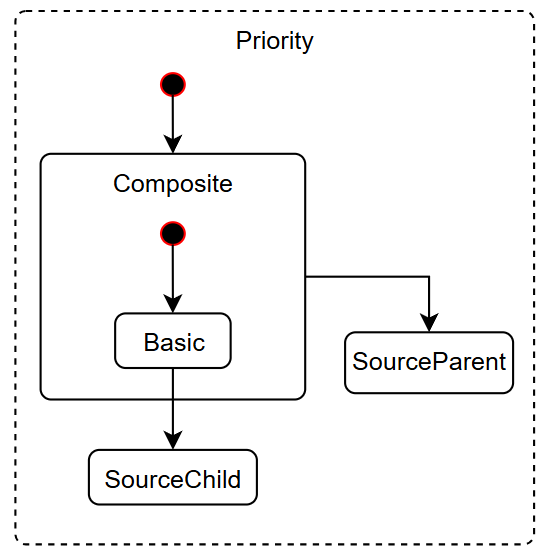 Priority
Composite
Basic
SourceParent
SourceChild